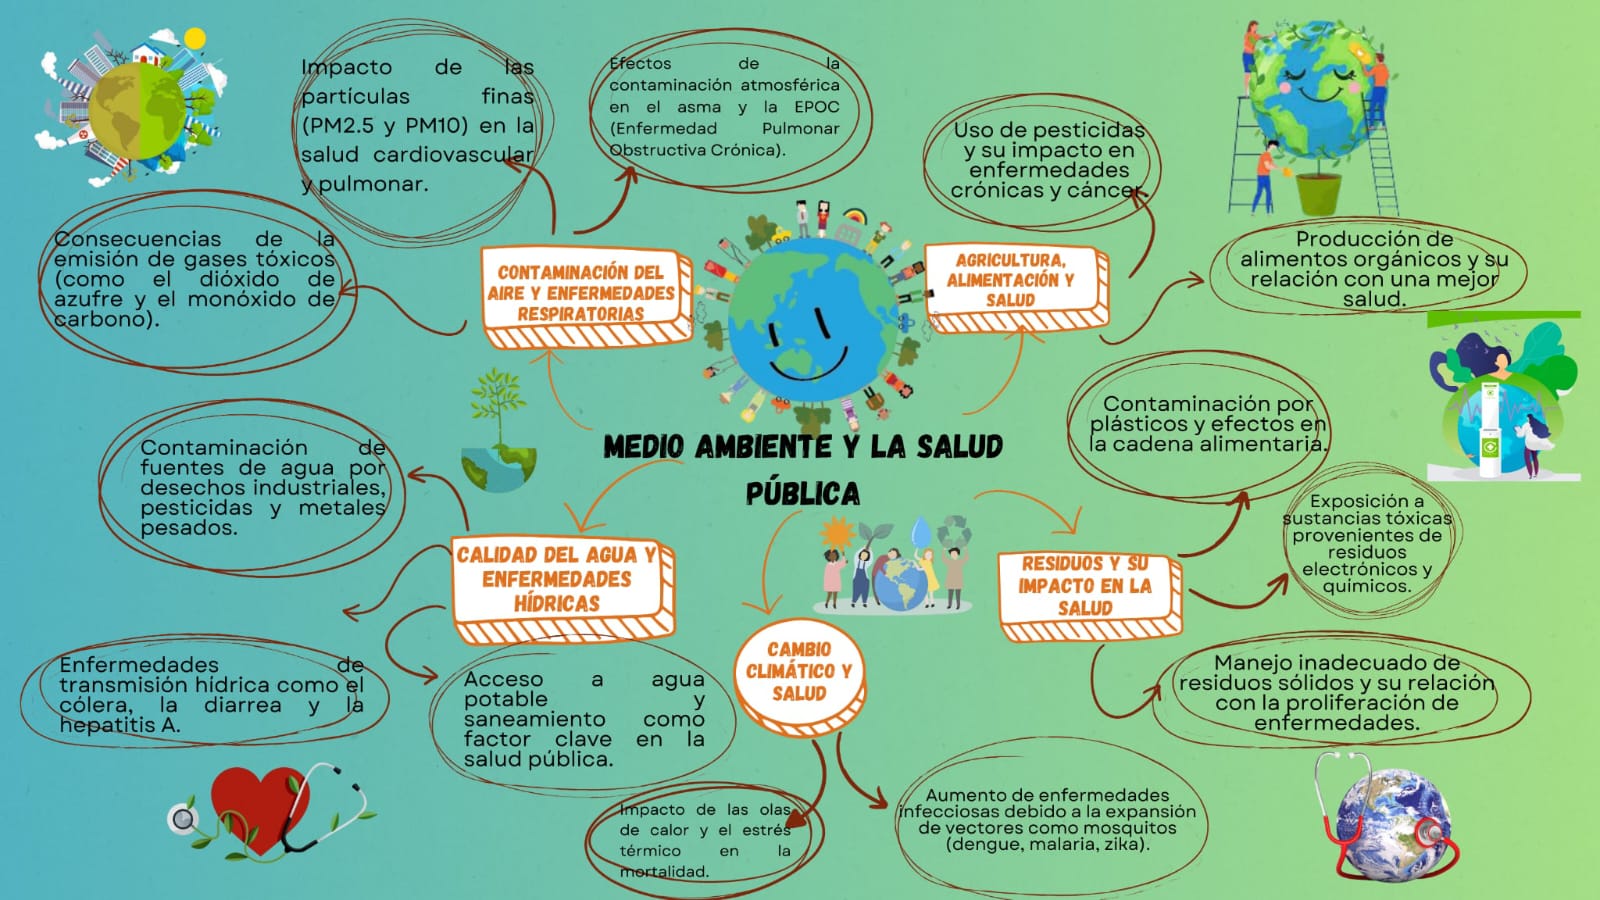 MEDIO AMBIENTE Y LA SALUD
PÚBLICA
CONTAMINACIÓN DEL
AIRE Y ENFERMEDADES
RESPIRATORIAS
Impacto de las
partículas finas
(PM2.5 y PM10) en la
salud cardiovascular
y pulmonar.
Efectos de la
contaminación atmosférica
en el asma y la EPOC
(Enfermedad Pulmonar
Obstructiva Crónica).
Consecuencias de la
emisión de gases tóxicos
(como el dióxido de
azufre y el monóxido de
carbono).
AGRICULTURA,
ALIMENTACIÓN Y
SALUD
Uso de pesticidas
y su impacto en
enfermedades
crónicas y cáncer.
Producción de
alimentos orgánicos y su
relación con una mejor
salud.
CALIDAD DEL AGUA Y
ENFERMEDADES
HÍDRICAS
Contaminación de
fuentes de agua por
desechos industriales,
pesticidas y metales
pesados.
Enfermedades de
transmisión hídrica como el
cólera, la diarrea y la
hepatitis A.
Acceso a agua
potable y
saneamiento como
factor clave en la
salud pública.
CAMBIO
CLIMÁTICO Y
SALUD
Impacto de las olas
de calor y el estrés
térmico en la
mortalidad.
Aumento de enfermedades
infecciosas debido a la expansión
de vectores como mosquitos
(dengue, malaria, zika).
RESIDUOS Y SU
IMPACTO EN LA
SALUD
Contaminación por
plásticos y efectos en
la cadena alimentaria.
Exposición a
sustancias tóxicas
provenientes de
residuos
electrónicos y
químicos.
Manejo inadecuado de
residuos sólidos y su relación
con la proliferación de
enfermedades.